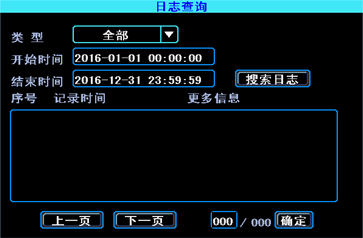 日志查询
类 型 全部
开始时间 2016-01-01 00:00:00
结束时间 2016-12-31 23:59:59 搜索日志
序号 记录时间 更多信息
上一页 下一页 000 / 000 确定